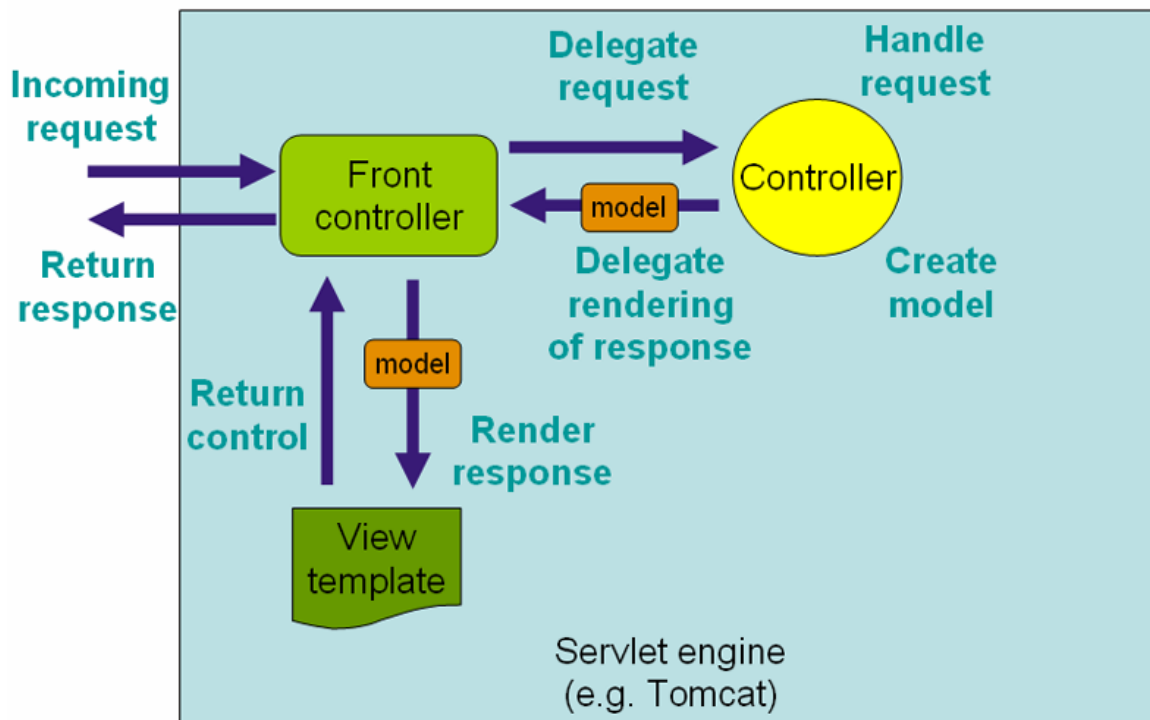 Incoming
request
Delegate
request
Handle
request
Front
controller
Controller
model
Return
response
Delegate
rendering
of response
Create
model
model
Return
control
Render
response
View
template
Servlet engine
(e.g. Tomcat)